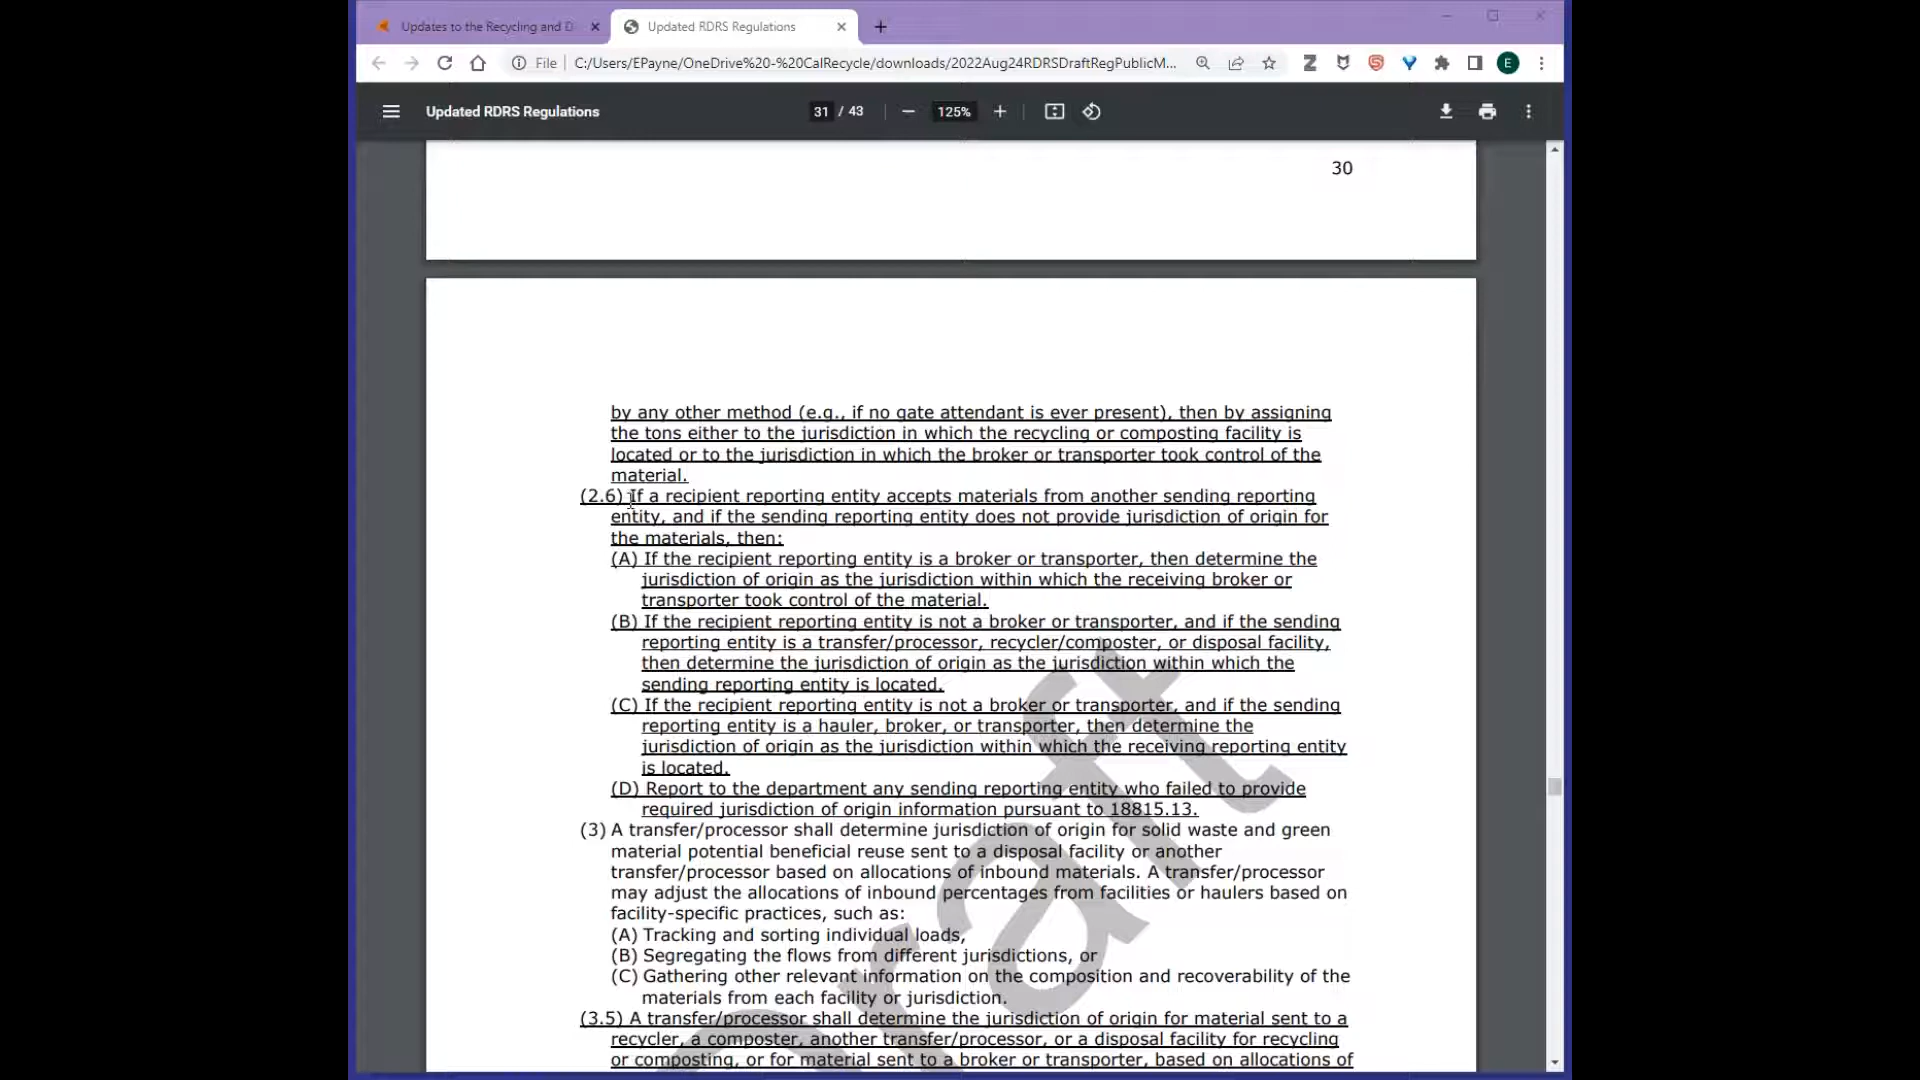 Updates to the Recycling and D
Updated RDRS Regulations
File
C:/Users/EPayne/OneDrive%20-%20CalRecycle/downloads/2022Aug24RDRSDraftRegPublicM...
E
Updated RDRS Regulations
31 / 43
125%
30
by any other method (e.g., if no gate attendant is ever present), then by assigning
the tons either to the jurisdiction in which the recycling or composting facility is
located or to the jurisdiction in which the broker or transporter took control of the
material.
(2.6) If a recipient reporting entity accepts materials from another sending reporting
entity, and if the sending reporting entity does not provide jurisdiction of origin for
the materials, then:
(A) If the recipient reporting entity is a broker or transporter, then determine the
jurisdiction of origin as the jurisdiction within which the receiving broker or
transporter took control of the material.
(B) If the recipient reporting entity is not a broker or transporter, and if the sending
reporting entity is a transfer/processor, recycler/composter, or disposal facility,
then determine the jurisdiction of origin as the jurisdiction within which the
sending reporting entity is located.
(C) If the recipient reporting entity is not a broker or transporter, and if the sending
reporting entity is a hauler, broker, or transporter, then determine the
jurisdiction of origin as the jurisdiction within which the receiving reporting entity
is located.
(D) Report to the department any sending reporting entity who failed to provide
required jurisdiction of origin information pursuant to 18815.13.
(3) A transfer/processor shall determine jurisdiction of origin for solid waste and green
material potential beneficial reuse sent to a disposal facility or another
transfer/processor based on allocations of inbound materials. A transfer/processor
may adjust the allocations of inbound percentages from facilities or haulers based on
facility-specific practices, such as:
(A) Tracking and sorting individual loads,
(B) Segregating the flows from different jurisdictions, or
(C) Gathering other relevant information on the composition and recoverability of the
materials from each facility or jurisdiction.
(3.5) A transfer/processor shall determine the jurisdiction of origin for material sent to a
recycler, a composter, another transfer/processor, or a disposal facility for recycling
or composting, or for material sent to a broker or transporter, based on allocations of
Draft